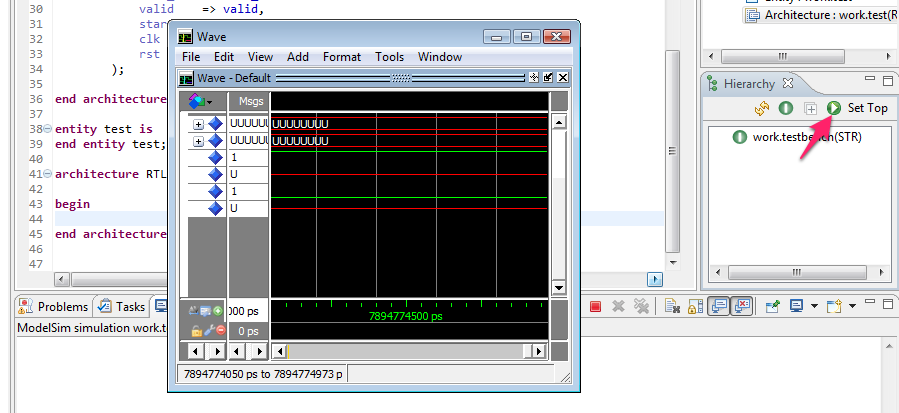 30 valid => valid,
31 star
32 clk
33 rst
34 );
35
36 end architecture
37
38 entity test is
39 end entity test;
40
41 architecture RTL
42
43 begin
44
45 end architecture
46
47
Wave
File Edit View Add Format Tools Window
Wave - Default
Msgs
UUUUUU UUUUUUUU
UUUUUU UUUUUUUU
1
U
1
U
000 ps
7894774500 ps
0 ps
7894774050 ps to 7894774973 p
Architecture : work.test(R
Hierarchy
Set Top
work.testbench(STR)
Problems Tasks
ModelSim simulation work.t